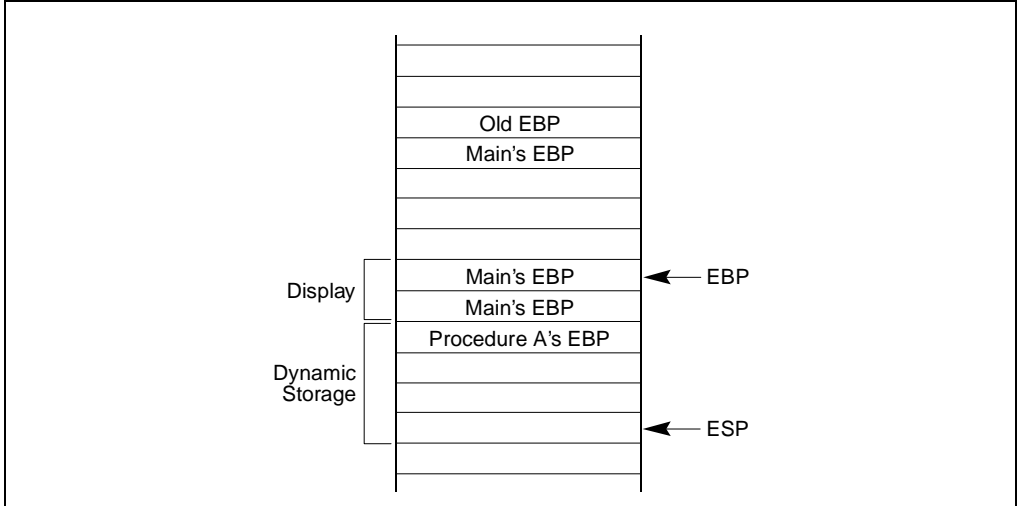 Old EBP
Main's EBP
Main's EBP
EBP
Display
Main's EBP
Procedure A's EBP
Dynamic
Storage
ESP